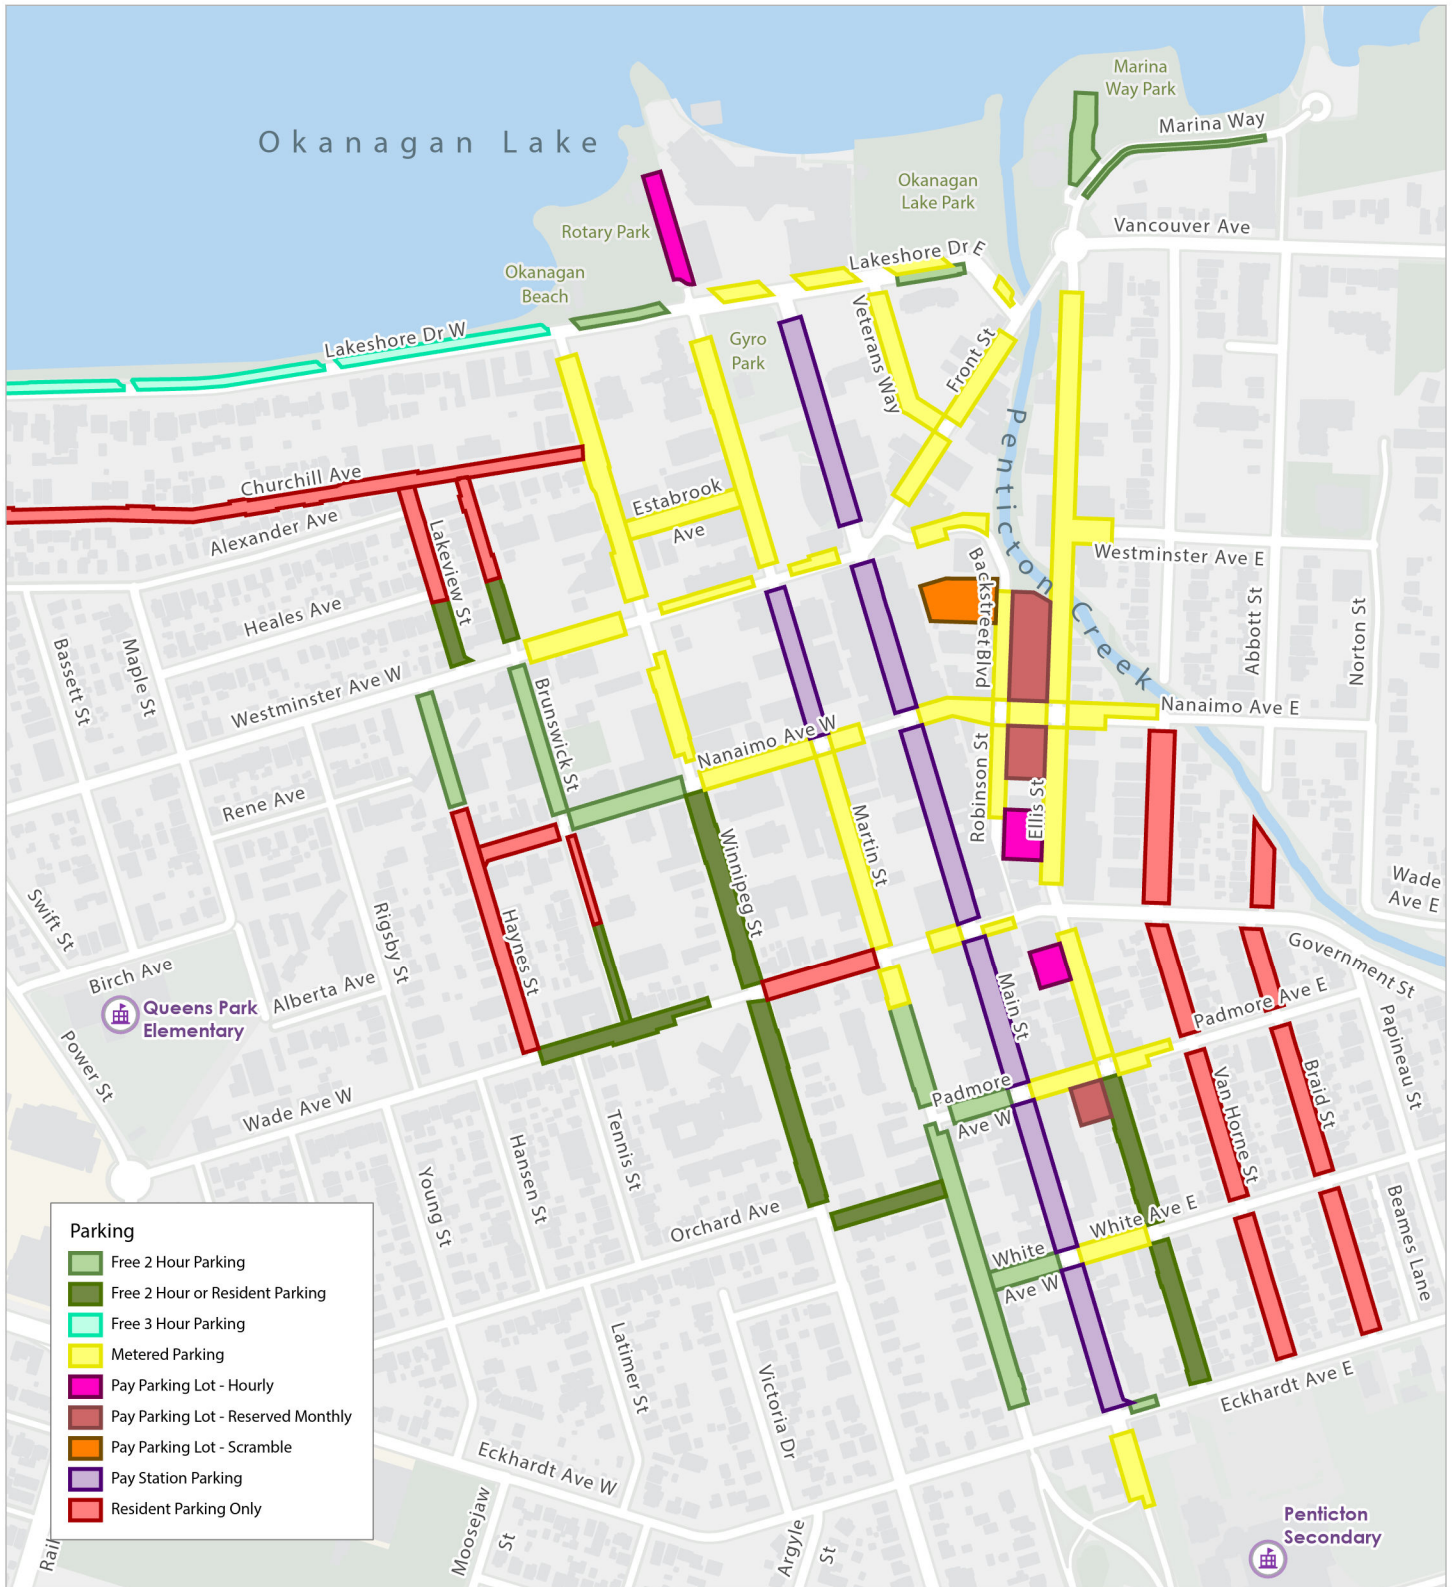 Marina
Way Park
Marina Way
Okanagan Lake
Okanagan
Lake Park
Vancouver Ave
Rotary Park
Lakeshore Dr E
Okanagan
Beach
Lakeshore Dr W
Gyro
Park
Veterans Way
Front St
Penticton Creek
Churchill Ave
Estabrook
Ave
Alexander Ave
Lakeview St
Backstreet Blvd
Westminster Ave E
Heales Ave
Abbott St
Norton St
Bassett St
Maple St
Westminster Ave W
Brunswick St
Nanaimo Ave W
Nanaimo Ave E
Rene Ave
Robinson St
Ellis St
Martin St
Winnipeg St
Wade
Ave E
Swift St
Rigsby St
Haynes St
Birch Ave
Alberta Ave
Queens Park
Elementary
Main St
Government St
Padmore Ave E
Papineau St
Power St
Wade Ave W
Padmore
Ave W
Van Horne St
Braid St
Tennis St
Hansen St
Young St
Orchard Ave
White Ave E
White
Ave W
Beames Lane
Parking
Free 2 Hour Parking
Free 2 Hour or Resident Parking
Free 3 Hour Parking
Metered Parking
Pay Parking Lot - Hourly
Pay Parking Lot - Reserved Monthly
Pay Parking Lot - Scramble
Pay Station Parking
Resident Parking Only
Latimer St
Victoria Dr
Eckhardt Ave E
Eckhardt Ave W
Moosejaw
St
Argyle
St
Rail
Penticton
Secondary